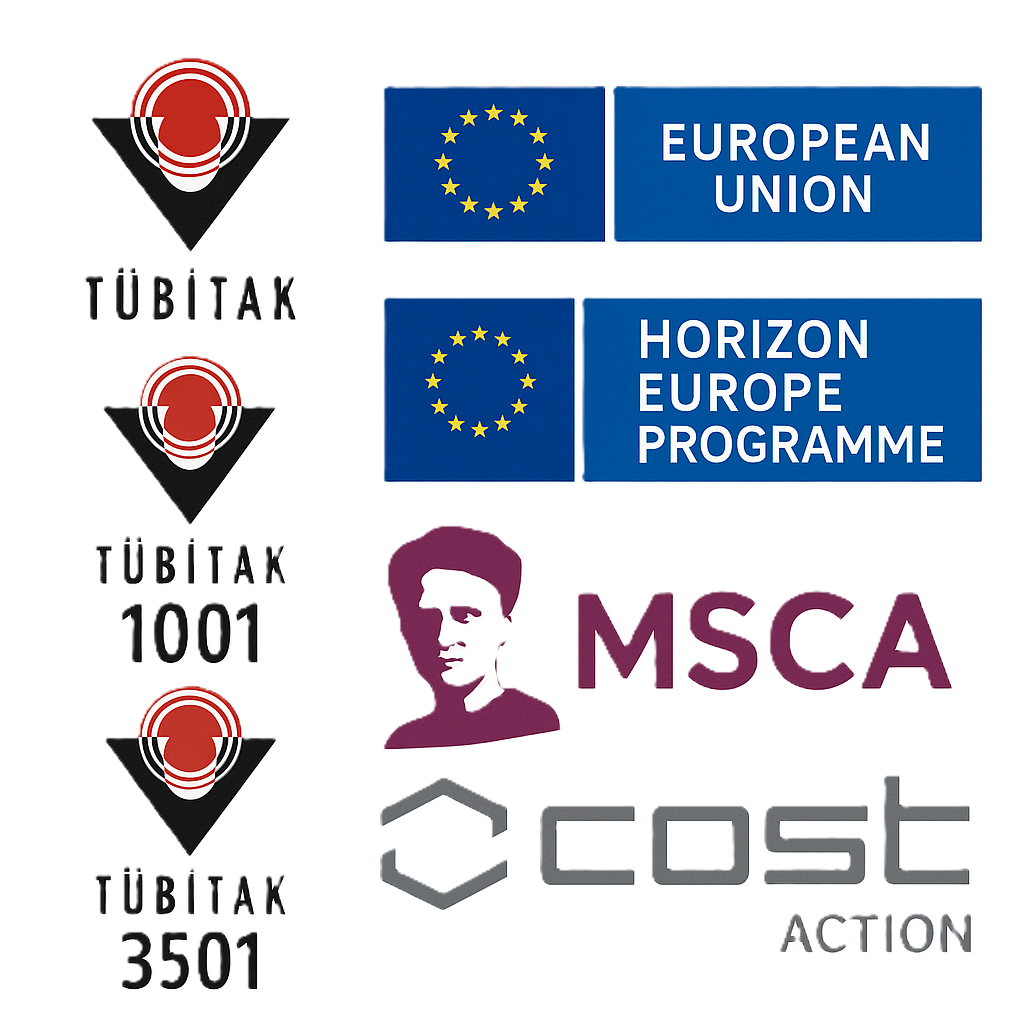 TÜBİTAK
TÜBİTAK
1001
TÜBİTAK
3501
EUROPEAN
UNION
HORIZON
EUROPE
PROGRAMME
MSCA
cost
ACTION